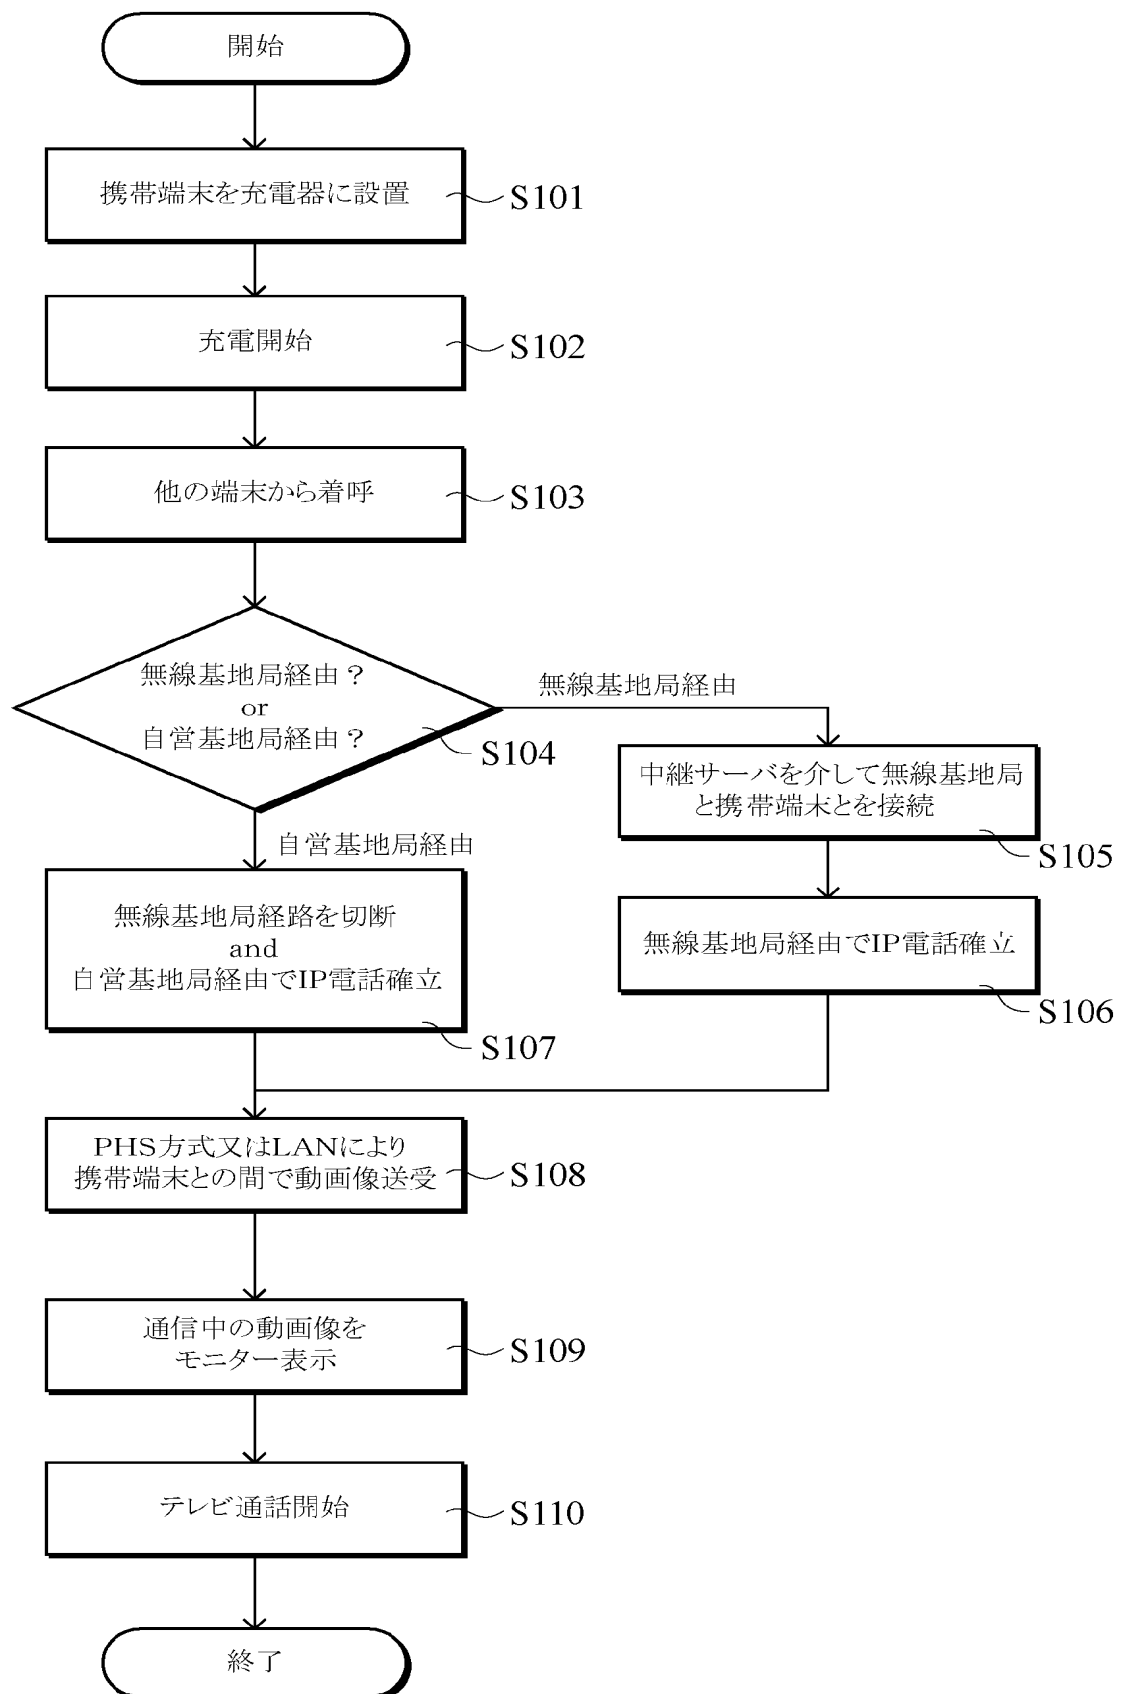 開始
携帯端末を充電器に設置
S101
充電開始
S102
他の端末から着呼
S103
無線基地局経由？
or
自営基地局経由？
S104
無線基地局経由
中継サーバを介して無線基地局
と携帯端末とを接続
S105
無線基地局経由でIP電話確立
S106
自営基地局経由
無線基地局経路を切断
and
自営基地局経由でIP電話確立
S107
PHS方式又はLANにより
携帯端末との間で動画像送受
S108
通信中の動画像を
モニター表示
S109
テレビ通話開始
S110
終了